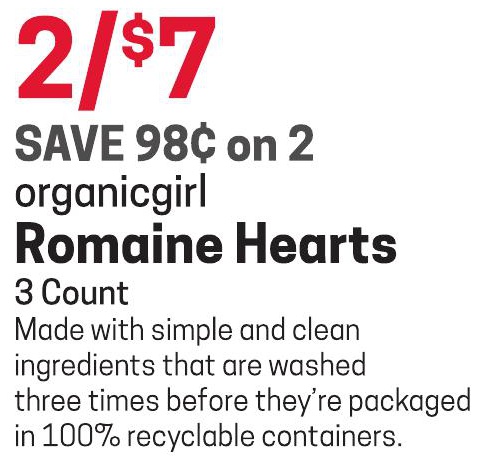 2/$7
SAVE 98¢ on 2
organicgirl
Romaine Hearts
3 Count
Made with simple and clean
ingredients that are washed
three times before they're packaged
in 100% recyclable containers.